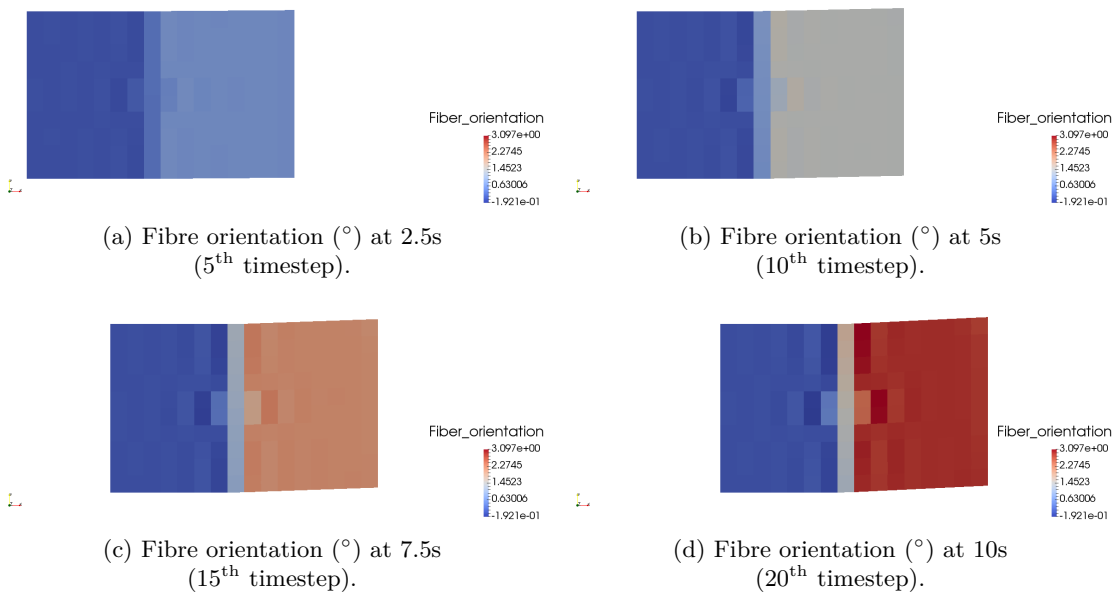 Fiber_orientation
3.097e+00
2.2745
1.4523
0.63006
-1.921e-01
(a) Fibre orientation (°) at 2.5s
(5th timestep).
Fiber_orientation
3.097e+00
2.2745
1.4523
0.63006
-1.921e-01
(b) Fibre orientation (°) at 5s
(10th timestep).
Fiber_orientation
3.097e+00
2.2745
1.4523
0.63006
-1.921e-01
(c) Fibre orientation (°) at 7.5s
(15th timestep).
Fiber_orientation
3.097e+00
2.2745
1.4523
0.63006
-1.921e-01
(d) Fibre orientation (°) at 10s
(20th timestep).